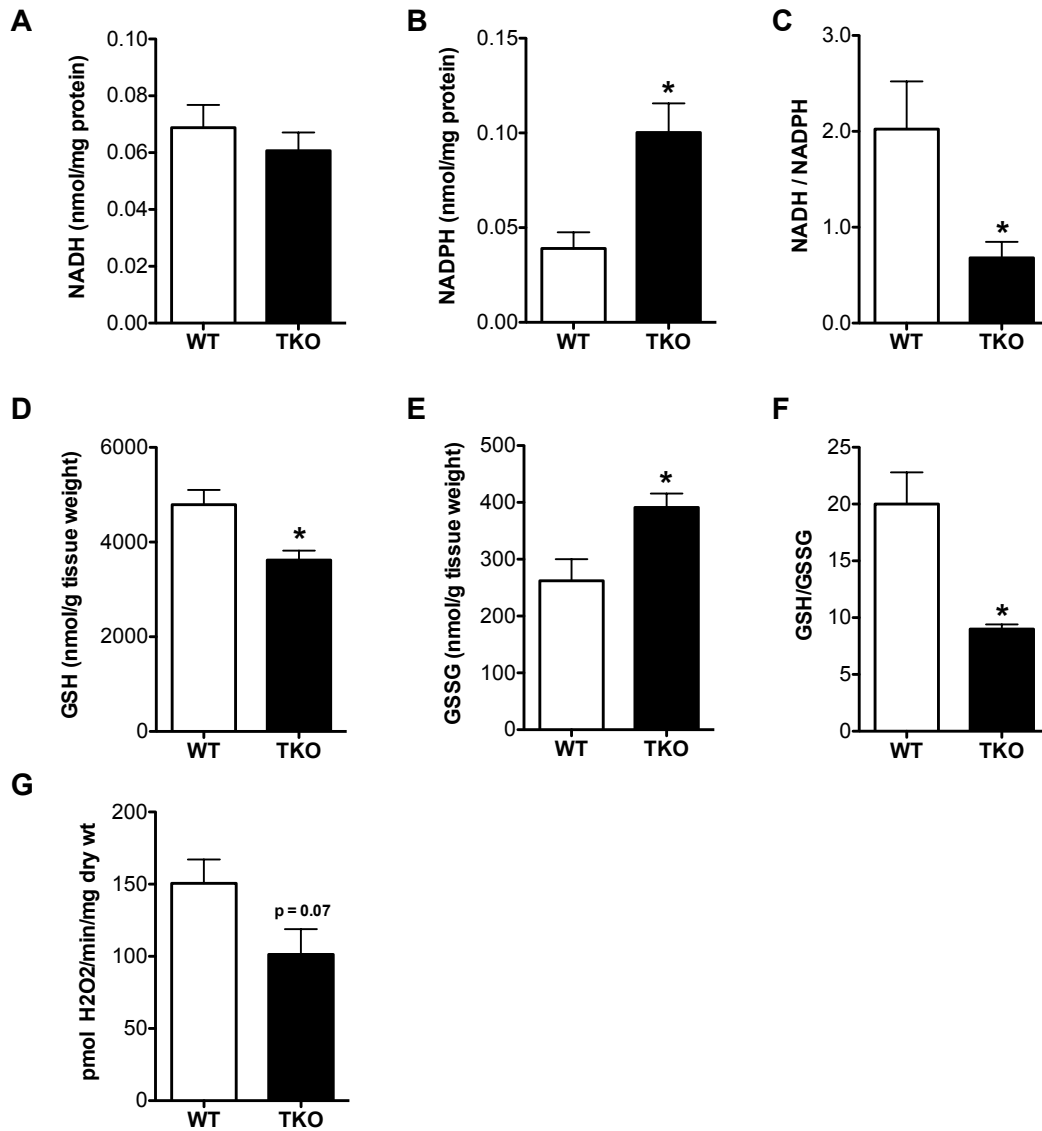 A
NADH (nmol/mg protein)
0.10
0.08
0.06
0.04
0.02
0.00
WT
TKO
B
NADPH (nmol/mg protein)
0.15
0.10
0.05
0.00
*
WT
TKO
C
NADH / NADPH
3.0
2.0
1.0
0.0
*
WT
TKO
D
GSH (nmol/g tissue weight)
6000
4000
2000
0
*
WT
TKO
E
GSSG (nmol/g tissue weight)
500
400
300
200
100
0
*
WT
TKO
F
GSH/GSSG
25
20
15
10
5
0
*
WT
TKO
G
pmol H2O2/min/mg dry wt
200
150
100
50
0
p = 0.07
WT
TKO